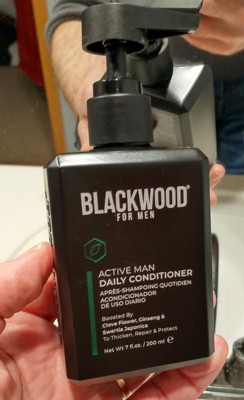 BLACKWOOD®
FOR MEN
ACTIVE MAN
DAILY CONDITIONER
APRÈS-SHAMPOING QUOTIDIEN
ACONDICIONADOR
DE USO DIARIO
Boosted By
Clove Flower, Ginseng &
Swertia Japonica
To Thicken, Repair & Protect
Net Wt 7 fl. oz. / 200 ml ℮